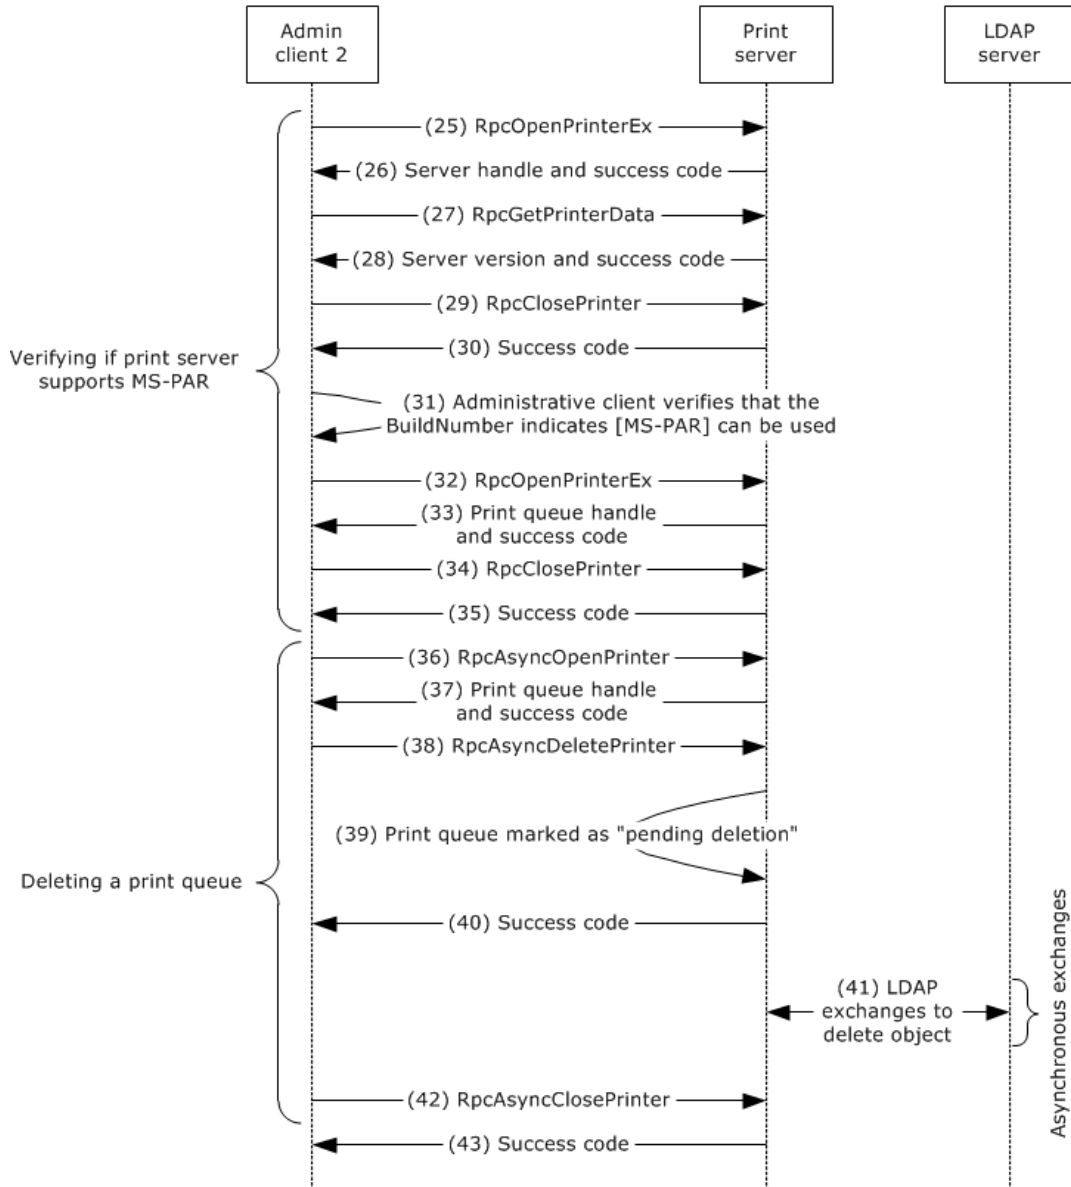 Admin
client 2
Print
server
LDAP
server
(25) RpcOpenPrinterEx
(26) Server handle and success code
(27) RpcGetPrinterData
(28) Server version and success code
(29) RpcClosePrinter
(30) Success code
Verifying if print server
supports MS-PAR
(31) Administrative client verifies that the
BuildNumber indicates [MS-PAR] can be used
(32) RpcOpenPrinterEx
(33) Print queue handle
and success code
(34) RpcClosePrinter
(35) Success code
(36) RpcAsyncOpenPrinter
(37) Print queue handle
and success code
(38) RpcAsyncDeletePrinter
(39) Print queue marked as "pending deletion"
Deleting a print queue
(40) Success code
(41) LDAP
exchanges to
delete object
Asynchronous exchanges
(42) RpcAsyncClosePrinter
(43) Success code